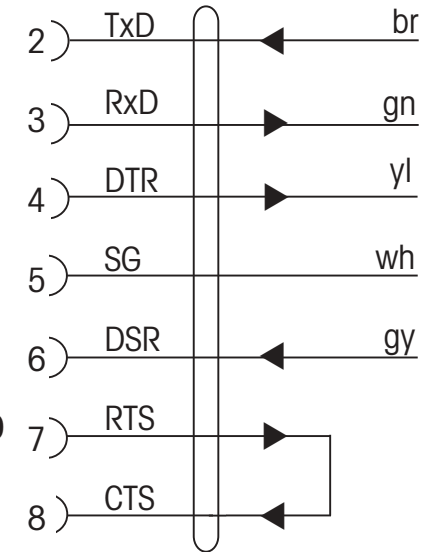 2 TxD br
3 RxD gn
4 DTR yl
5 SG wh
6 DSR gy
7 RTS
8 CTS